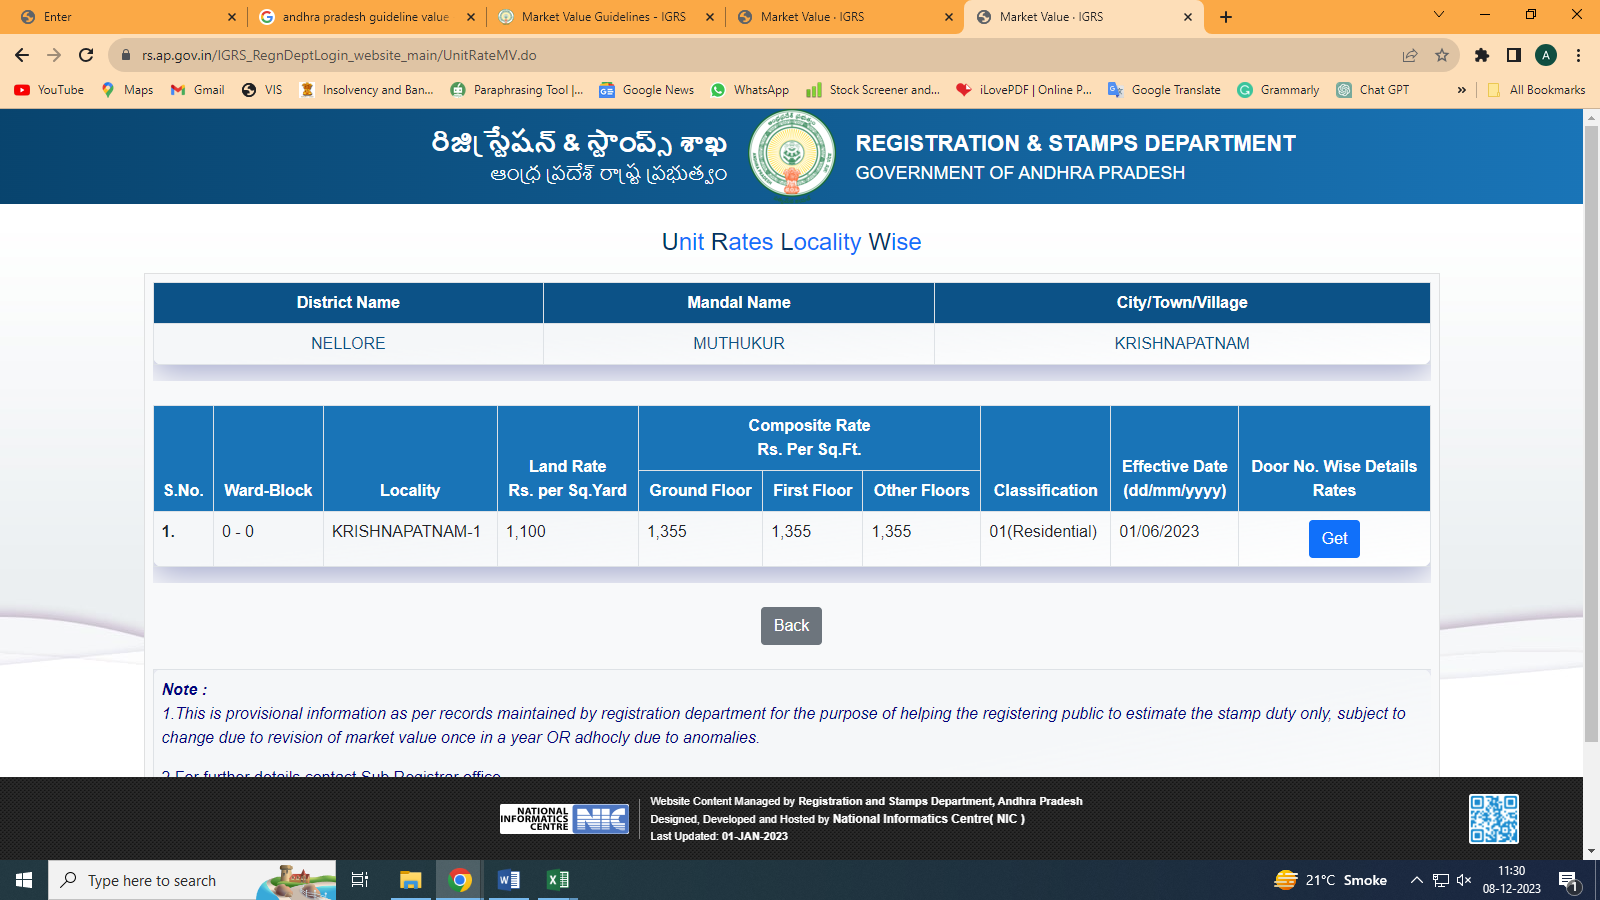 Enter
andhra pradesh guideline value
Market Value Guidelines - IGRS
Market Value · IGRS
Market Value · IGRS
rs.ap.gov.in/IGRS_RegnDeptLogin_website_main/UnitRateMV.do
A
YouTube
Maps
Gmail
VIS
Insolvency and Ban...
Paraphrasing Tool |...
Google News
WhatsApp
Stock Screener and...
iLovePDF | Online P...
Google Translate
Grammarly
Chat GPT
»
All Bookmarks
రిజిస్ట్రేషన్ & స్టాంప్స్ శాఖ
ఆంధ్ర ప్రదేశ్ రాష్ట్ర ప్రభుత్వం
REGISTRATION & STAMPS DEPARTMENT
GOVERNMENT OF ANDHRA PRADESH
Unit Rates Locality Wise
District Name Mandal Name City/Town/Village
NELLORE MUTHUKUR KRISHNAPATNAM
Composite Rate
Rs. Per Sq.Ft.
Land Rate Effective Date Door No. Wise Details
S.No. Ward-Block Locality Rs. per Sq.Yard Ground Floor First Floor Other Floors Classification (dd/mm/yyyy) Rates
1. 0 - 0 KRISHNAPATNAM-1 1,100 1,355 1,355 1,355 01(Residential) 01/06/2023 Get
Back
Note :
1.This is provisional information as per records maintained by registration department for the purpose of helping the registering public to estimate the stamp duty only, subject to
change due to revision of market value once in a year OR adhocly due to anomalies.
2.For further details contact Sub Registrar office
NATIONAL
INFORMATICS
CENTRE
NIC
Website Content Managed by Registration and Stamps Department, Andhra Pradesh
Designed, Developed and Hosted by National Informatics Centre( NIC )
Last Updated: 01-JAN-2023
Type here to search
21°C Smoke
11:30
08-12-2023
1